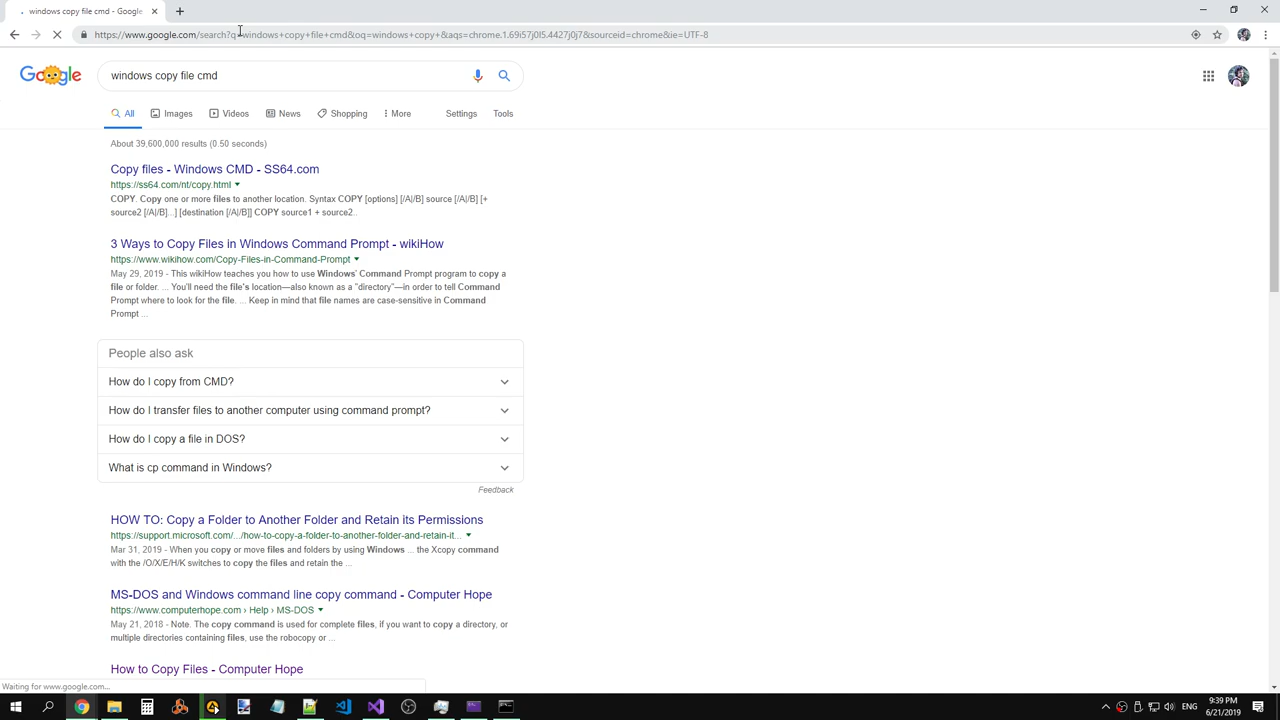 windows copy file cmd - Google
https://www.google.com/search?q=windows+copy+file+cmd&oq=windows+copy+&aqs=chrome.1.69i57j0l5.4427j0j7&sourceid=chrome&ie=UTF-8
Google
windows copy file cmd
All Images Videos News Shopping More Settings Tools
About 39,600,000 results (0.50 seconds)
Copy files - Windows CMD - SS64.com
https://ss64.com/nt/copy.html
COPY. Copy one or more files to another location. Syntax COPY [options] [/A|/B] source [/A|/B] [+
source2 [/A|/B]...] [destination [/A|/B]] COPY source1 + source2..
3 Ways to Copy Files in Windows Command Prompt - wikiHow
https://www.wikihow.com/Copy-Files-in-Command-Prompt
May 29, 2019 - This wikiHow teaches you how to use Windows' Command Prompt program to copy a
file or folder. ... You'll need the file's location—also known as a "directory"—in order to tell Command
Prompt where to look for the file. ... Keep in mind that file names are case-sensitive in Command
Prompt ...
People also ask
How do I copy from CMD?
How do I transfer files to another computer using command prompt?
How do I copy a file in DOS?
What is cp command in Windows?
Feedback
HOW TO: Copy a Folder to Another Folder and Retain its Permissions
https://support.microsoft.com/.../how-to-copy-a-folder-to-another-folder-and-retain-it...
Mar 31, 2019 - When you copy or move files and folders by using Windows ... the Xcopy command
with the /O/X/E/H/K switches to copy the files and retain the ...
MS-DOS and Windows command line copy command - Computer Hope
https://www.computerhope.com › Help › MS-DOS
May 21, 2018 - Note. The copy command is used for complete files, if you want to copy a directory, or
multiple directories containing files, use the robocopy or ...
How to Copy Files - Computer Hope
Waiting for www.google.com...
ENG
9:39 PM
6/21/2019